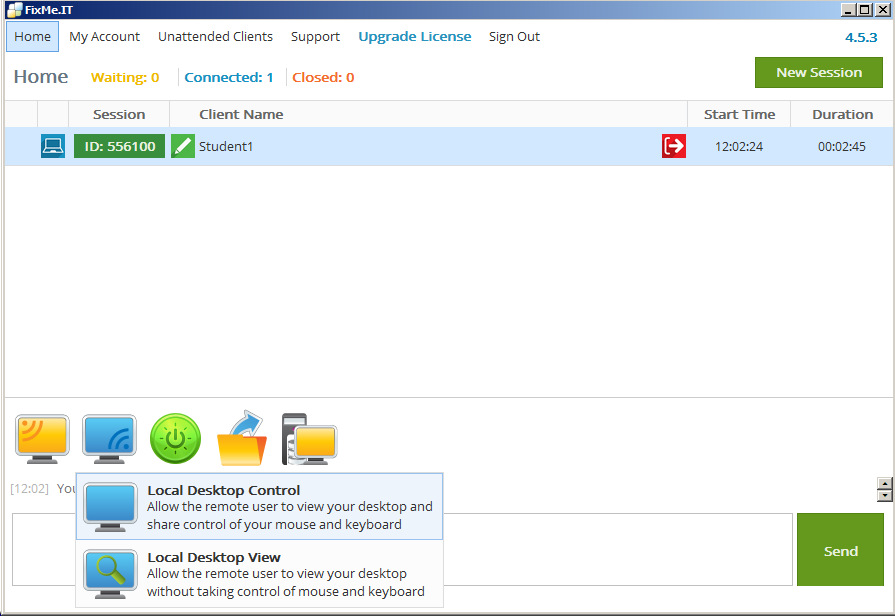 FixMe.IT
Home My Account Unattended Clients Support Upgrade License Sign Out 4.5.3
Home Waiting: 0 Connected: 1 Closed: 0 New Session
Session Client Name Start Time Duration
ID: 556100 Student1 12:02:24 00:02:45
[12:02] You
Local Desktop Control
Allow the remote user to view your desktop and
share control of your mouse and keyboard
Local Desktop View
Allow the remote user to view your desktop
without taking control of mouse and keyboard
Send